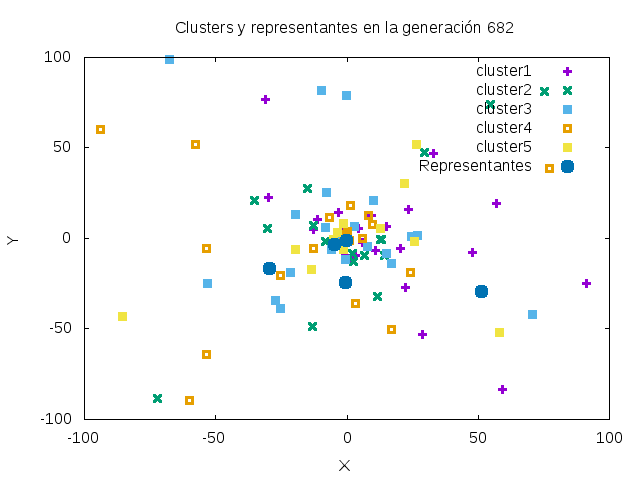 Clusters y representantes en la generación 682
100
50
0
-50
-100
-100
-50
0
50
100
Y
X
cluster1
cluster2
cluster3
cluster4
cluster5
Representantes